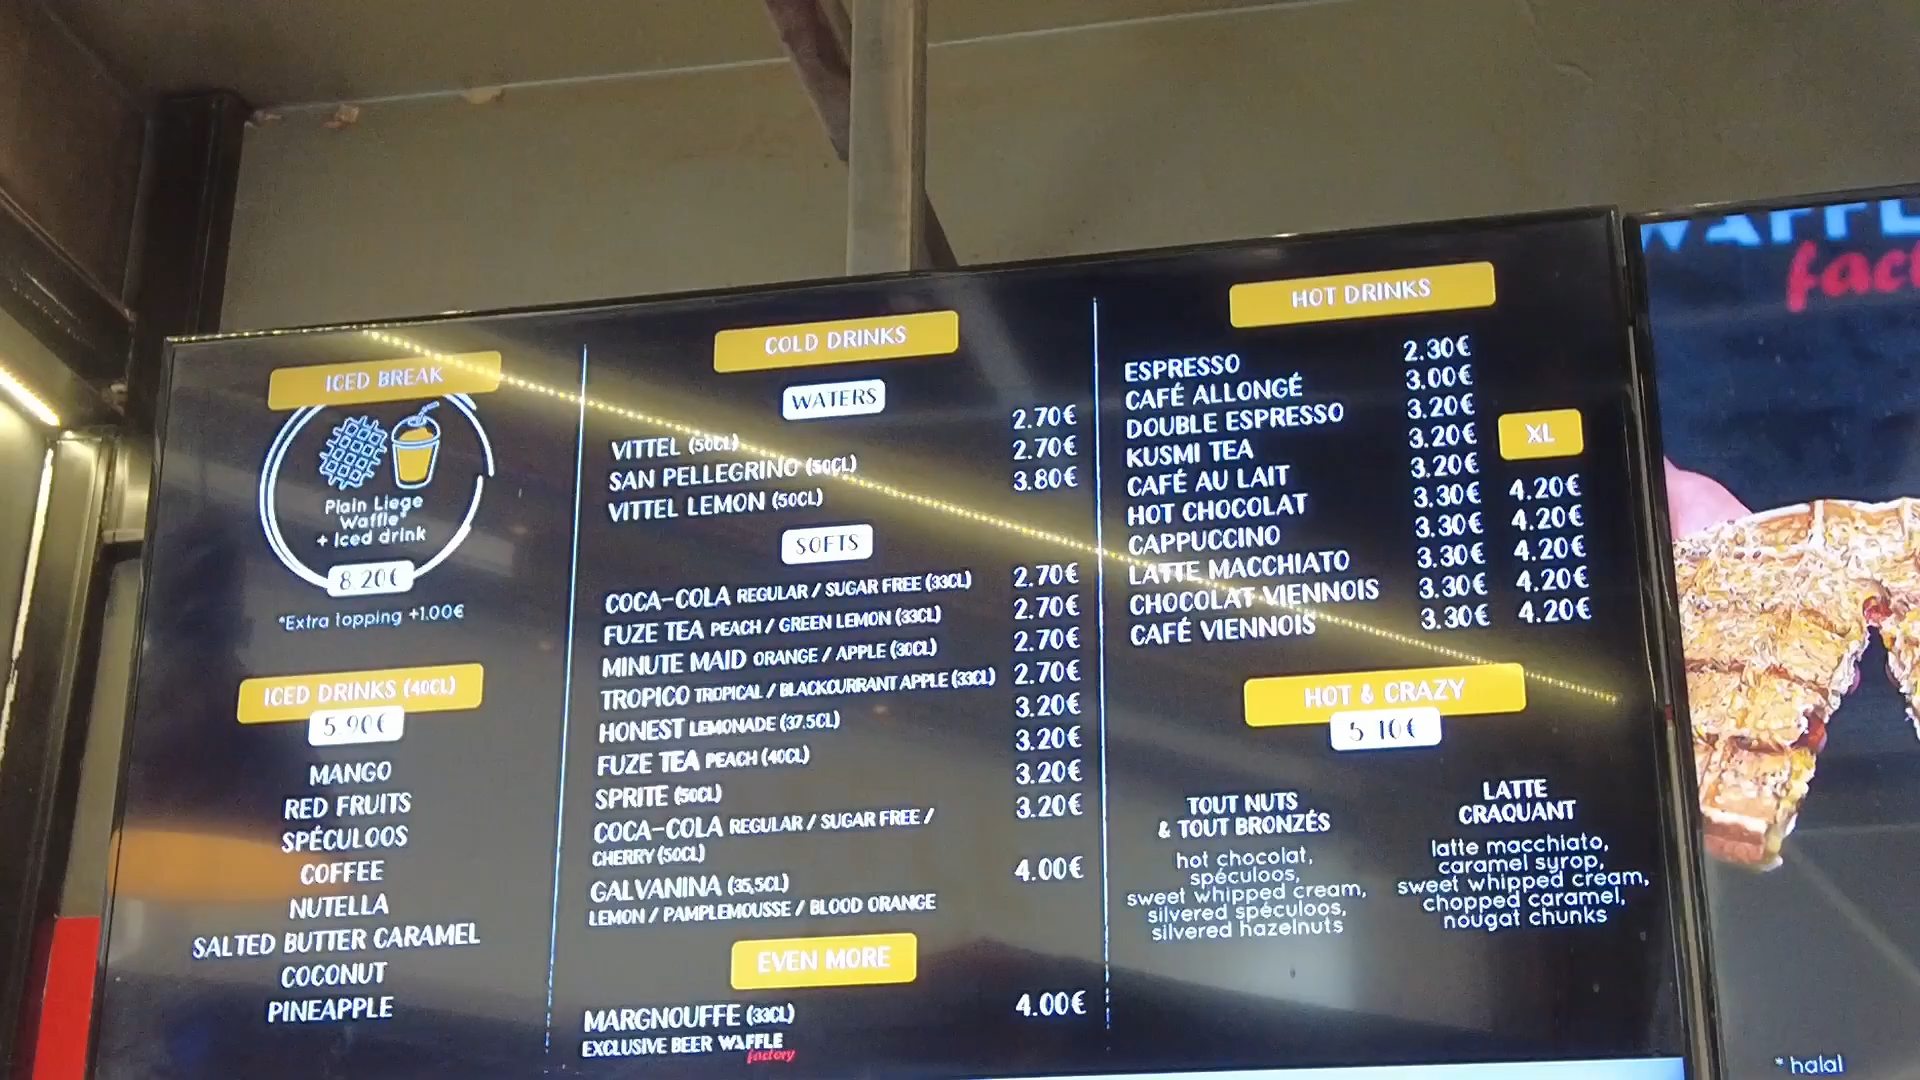 ICED BREAK
Plain Liege
Waffle*
+ Iced drink
8.20€
*Extra topping +1.00€
ICED DRINKS (40CL)
5.90€
MANGO
RED FRUITS
SPÉCULOOS
COFFEE
NUTELLA
SALTED BUTTER CARAMEL
COCONUT
PINEAPPLE
COLD DRINKS
WATERS
VITTEL (50CL) 2.70€
SAN PELLEGRINO (50CL) 2.70€
VITTEL LEMON (50CL) 3.80€
SOFTS
COCA-COLA REGULAR / SUGAR FREE (33CL) 2.70€
FUZE TEA PEACH / GREEN LEMON (33CL) 2.70€
MINUTE MAID ORANGE / APPLE (30CL) 2.70€
TROPICO TROPICAL / BLACKCURRANT APPLE (33CL) 2.70€
HONEST LEMONADE (37.5CL) 3.20€
FUZE TEA PEACH (40CL) 3.20€
SPRITE (50CL) 3.20€
COCA-COLA REGULAR / SUGAR FREE / 3.20€
CHERRY (50CL)
GALVANINA (35,5CL) 4.00€
LEMON / PAMPLEMOUSSE / BLOOD ORANGE
EVEN MORE
MARGNOUFFE (33CL) 4.00€
EXCLUSIVE BEER WAFFLE
factory
HOT DRINKS
ESPRESSO 2.30€
CAFÉ ALLONGÉ 3.00€
DOUBLE ESPRESSO 3.20€
KUSMI TEA 3.20€
XL
CAFÉ AU LAIT 3.20€
HOT CHOCOLAT 3.30€ 4.20€
CAPPUCCINO 3.30€ 4.20€
LATTE MACCHIATO 3.30€ 4.20€
CHOCOLAT VIENNOIS 3.30€ 4.20€
CAFÉ VIENNOIS 3.30€ 4.20€
HOT & CRAZY
5.10€
TOUT NUTS
& TOUT BRONZÉS
hot chocolat,
spéculoos,
sweet whipped cream,
silvered spéculoos,
silvered hazelnuts
LATTE
CRAQUANT
latte macchiato,
caramel syrop,
sweet whipped cream,
chopped caramel,
nougat chunks
* halal